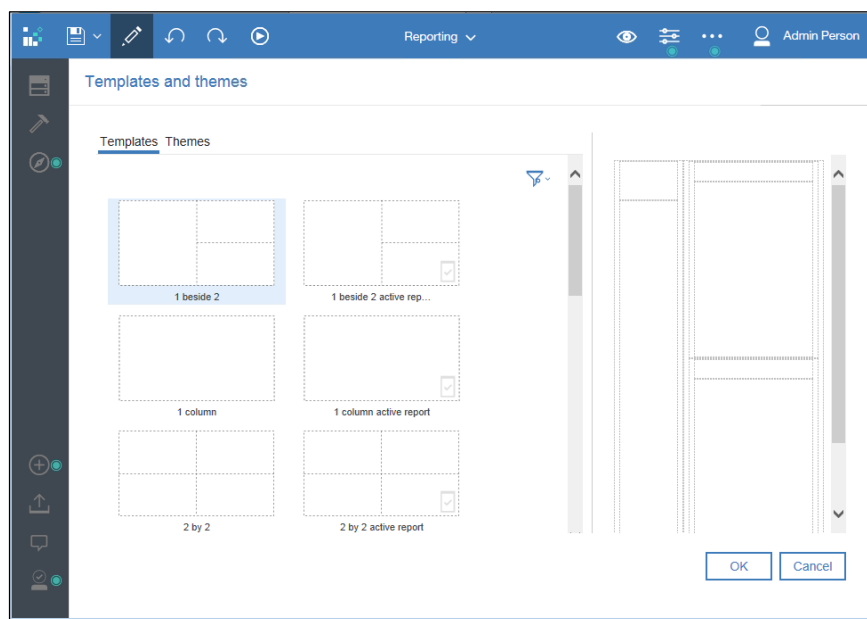 Reporting
Admin Person
Templates and themes
Templates Themes
1 beside 2
1 beside 2 active rep...
1 column
1 column active report
2 by 2
2 by 2 active report
OK
Cancel